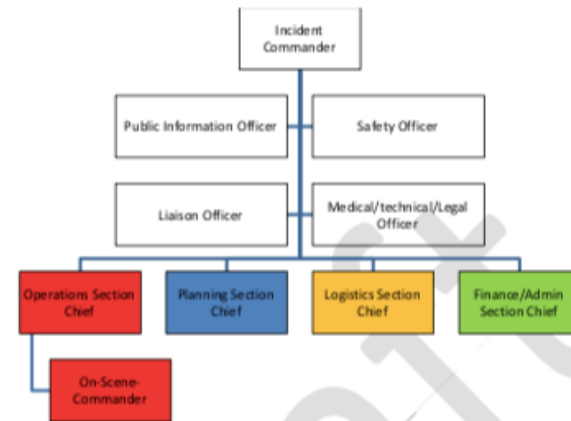 Incident
Commander
Public Information Officer
Safety Officer
Liaison Officer
Medical/technical/Legal
Officer
Operations Section
Chief
Planning Section
Chief
Logistics Section
Chief
Finance/Admin
Section Chief
On-Scene-
Commander